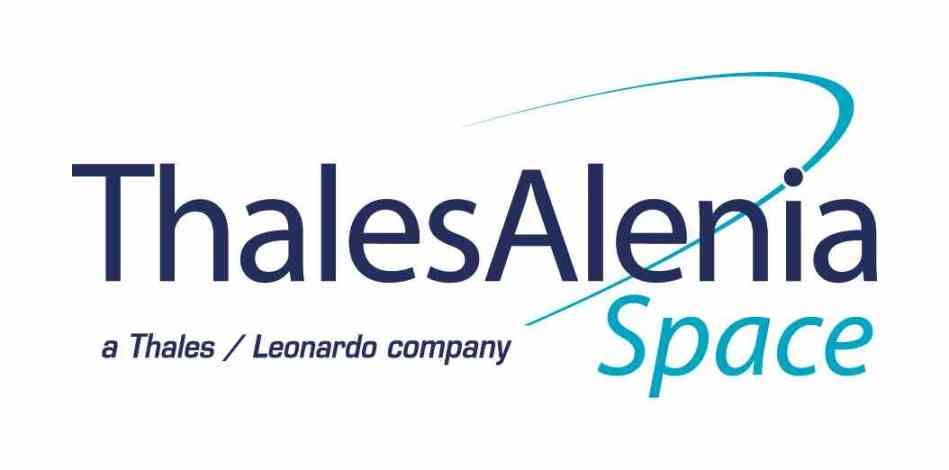 ThalesAlenia
Space
a Thales / Leonardo company